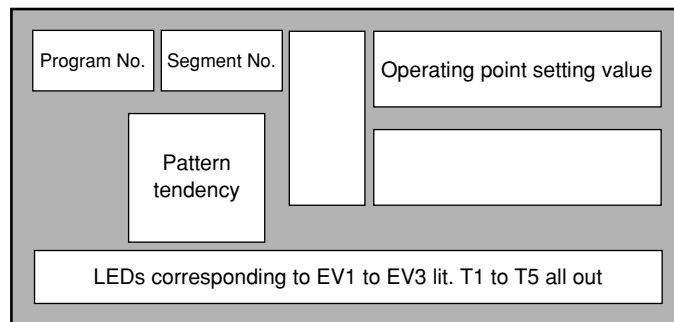 Program No.
Segment No.
Operating point setting value
Pattern
tendency
LEDs corresponding to EV1 to EV3 lit. T1 to T5 all out